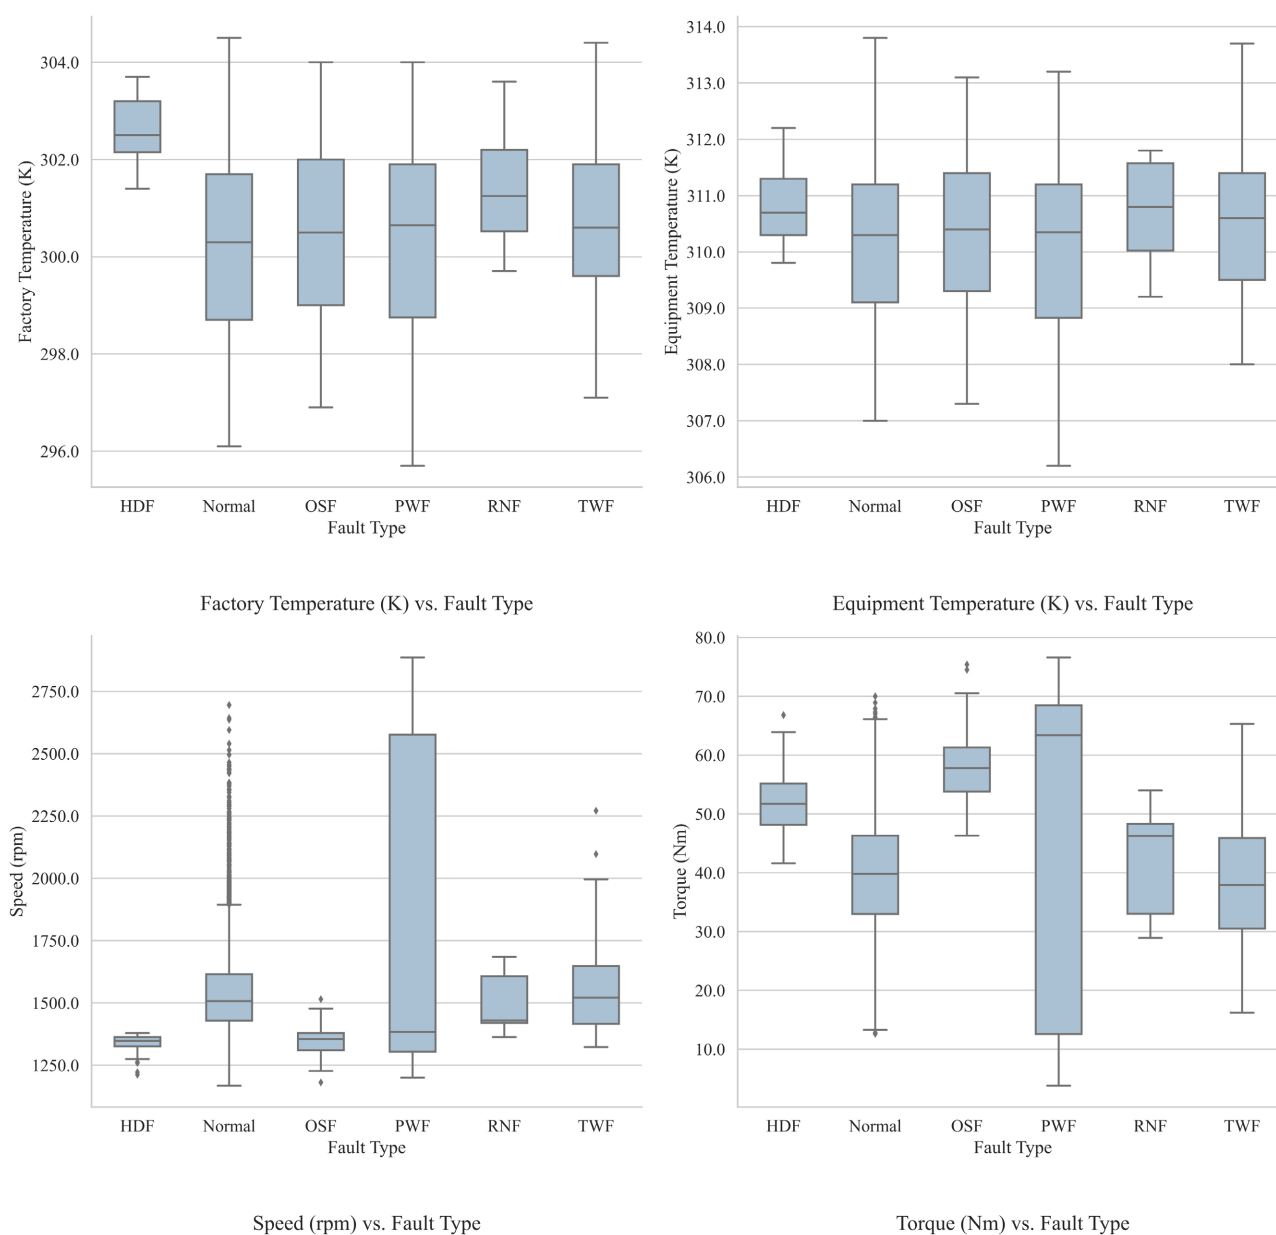 304.0
302.0
300.0
298.0
296.0
Factory Temperature (K)
HDF Normal OSF PWF RNF TWF
Fault Type
Factory Temperature (K) vs. Fault Type
314.0
313.0
312.0
311.0
310.0
309.0
308.0
307.0
306.0
Equipment Temperature (K)
HDF Normal OSF PWF RNF TWF
Fault Type
Equipment Temperature (K) vs. Fault Type
2750.0
2500.0
2250.0
2000.0
1750.0
1500.0
1250.0
Speed (rpm)
HDF Normal OSF PWF RNF TWF
Fault Type
Speed (rpm) vs. Fault Type
80.0
70.0
60.0
50.0
40.0
30.0
20.0
10.0
Torque (Nm)
HDF Normal OSF PWF RNF TWF
Fault Type
Torque (Nm) vs. Fault Type